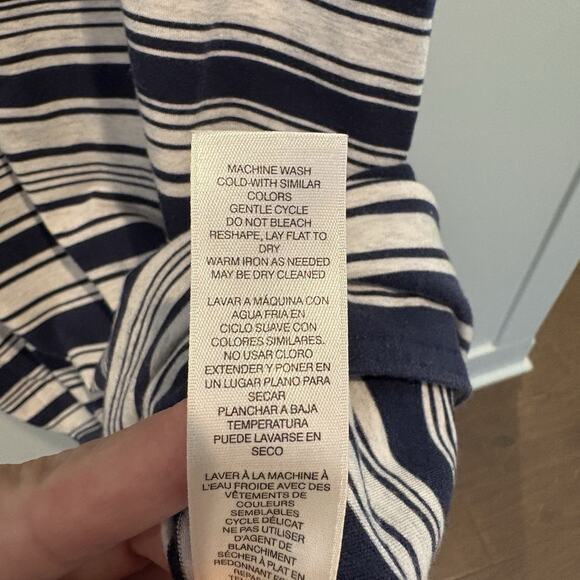 MACHINE WASH
COLD-WITH SIMILAR
COLORS
GENTLE CYCLE
DO NOT BLEACH
RESHAPE, LAY FLAT TO
DRY
WARM IRON AS NEEDED
MAY BE DRY CLEANED
LAVAR A MÁQUINA CON
AGUA FRIA EN
CICLO SUAVE CON
COLORES SIMILARES.
NO USAR CLORO
EXTENDER Y PONER EN
UN LUGAR PLANO PARA
SECAR
PLANCHAR A BAJA
TEMPERATURA
PUEDE LAVARSE EN
SECO
LAVER À LA MACHINE À
L'EAU FROIDE AVEC DES
VÊTEMENTS DE
COULEURS
SEMBLABLES
CYCLE DÉLICAT
NE PAS UTILISER
D'AGENT DE
BLANCHIMENT
SÉCHER À PLAT EN
REDONNANT